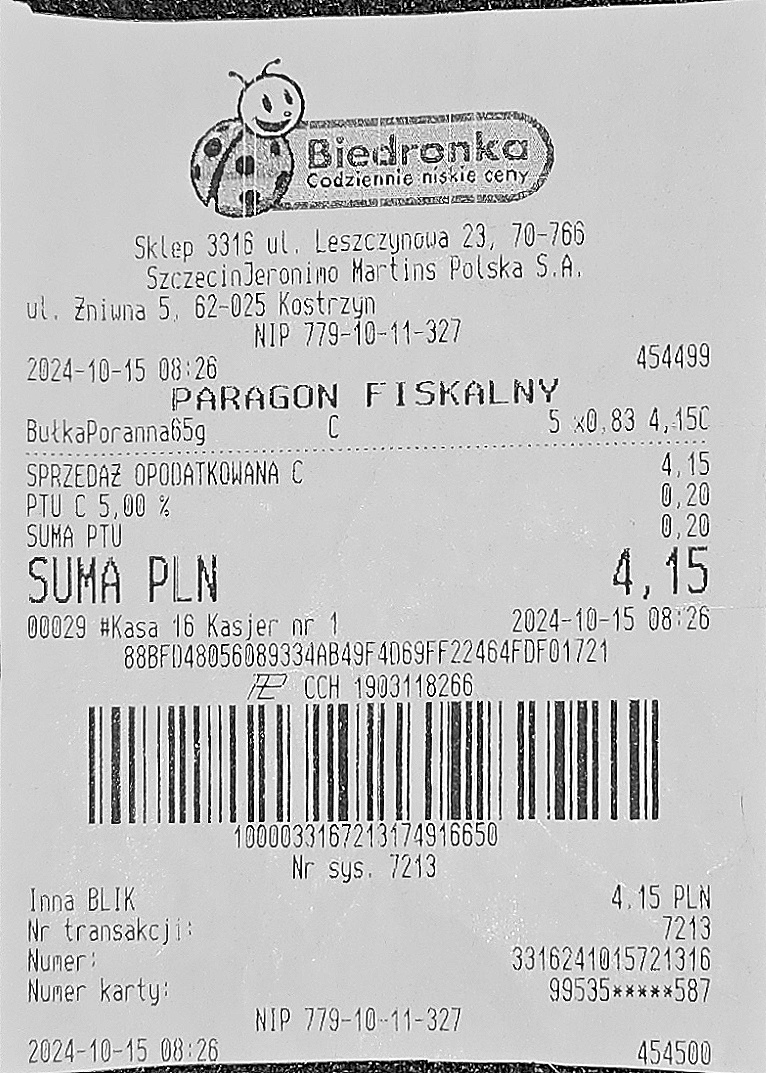 Biedronka
Codziennie niskie ceny
Sklep 3316 ul. Leszczynowa 23, 70-766
SzczecinJeronimo Martins Polska S.A.
ul. Żniwna 5, 62-025 Kostrzyn
NIP 779-10-11-327
2024-10-15 08:26 454499
PARAGON FISKALNY
BułkaPoranna65g C 5 x0,83 4,15C
SPRZEDAŻ OPODATKOWANA C 4,15
PTU C 5,00 % 0,20
SUMA PTU 0,20
SUMA PLN 4,15
00029 #Kasa 16 Kasjer nr 1 2024-10-15 08:26
88BFD48056089334AB49F4D69FF22464FDF01721
CCH 1903118266
1000033167213174916650
Nr sys. 7213
Inna BLIK 4,15 PLN
Nr transakcji: 7213
Numer: 3316241015721316
Numer karty: 99535*****587
NIP 779-10-11-327
2024-10-15 08:26 454500